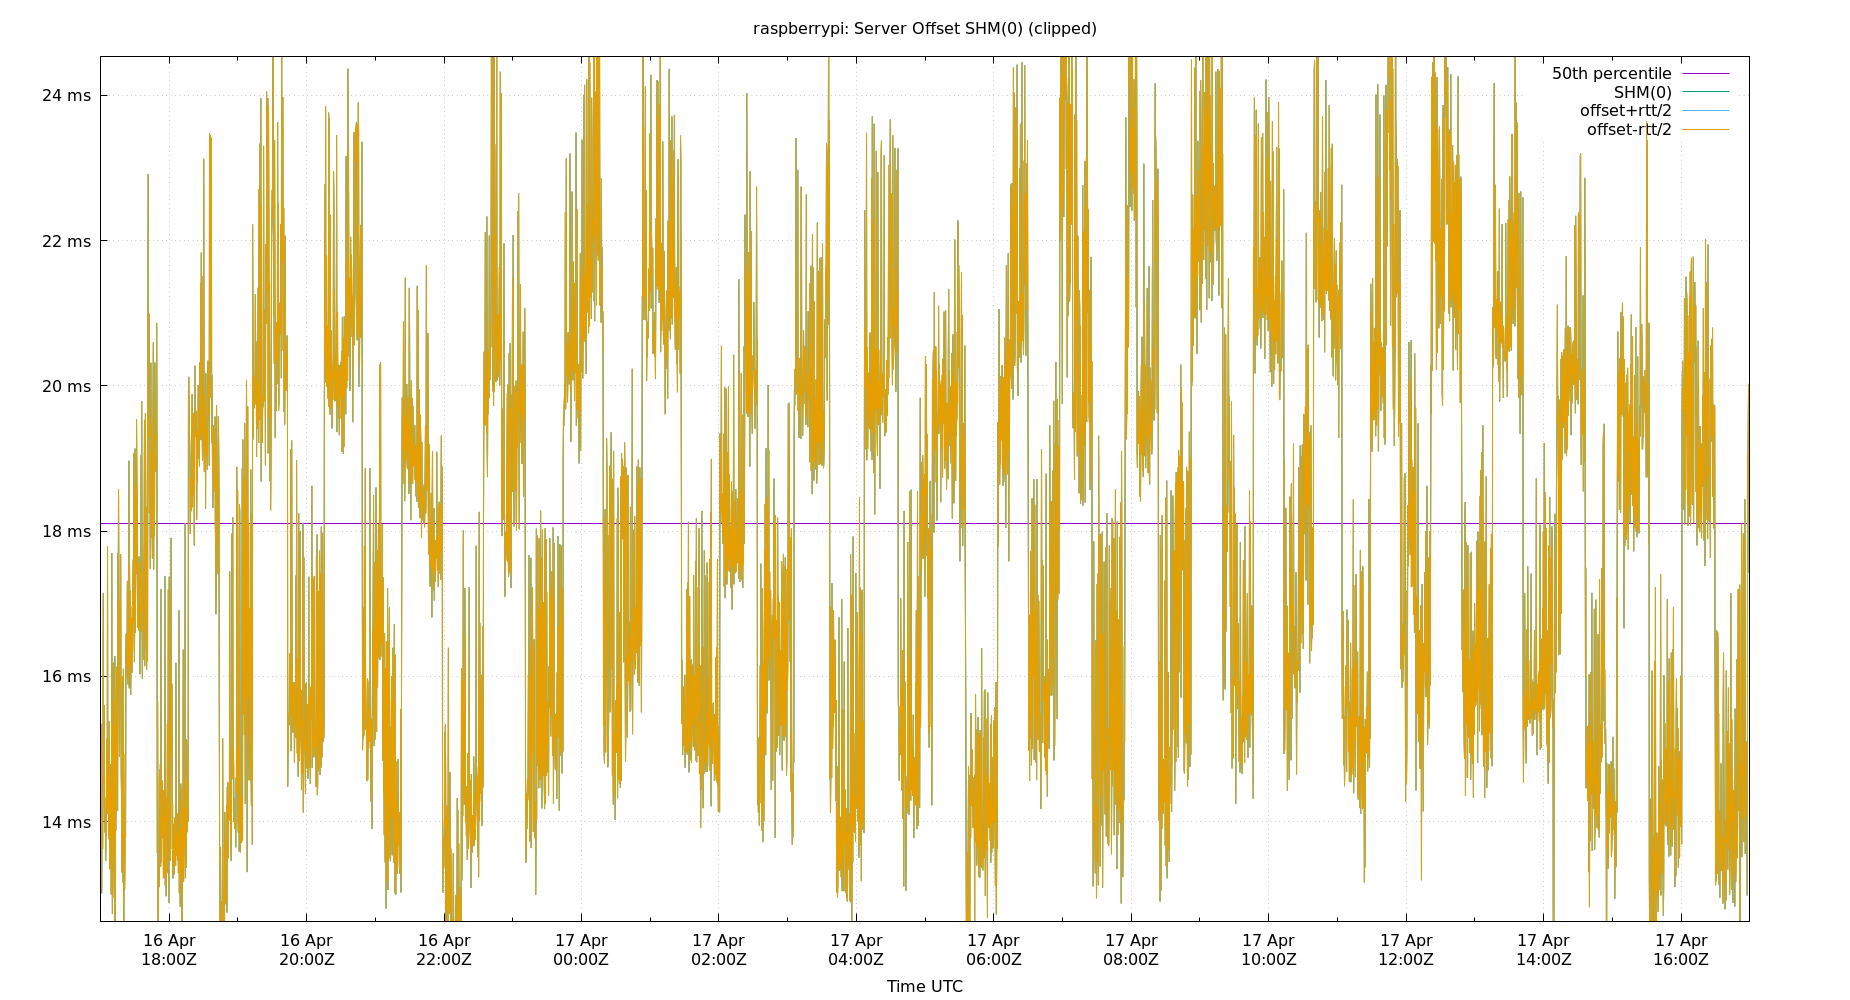 raspberrypi: Server Offset SHM(0) (clipped)
50th percentile
SHM(0)
offset+rtt/2
offset-rtt/2
24 ms
22 ms
20 ms
18 ms
16 ms
14 ms
16 Apr 16 Apr 16 Apr 17 Apr 17 Apr 17 Apr 17 Apr 17 Apr 17 Apr 17 Apr 17 Apr 17 Apr
18:00Z 20:00Z 22:00Z 00:00Z 02:00Z 04:00Z 06:00Z 08:00Z 10:00Z 12:00Z 14:00Z 16:00Z
Time UTC